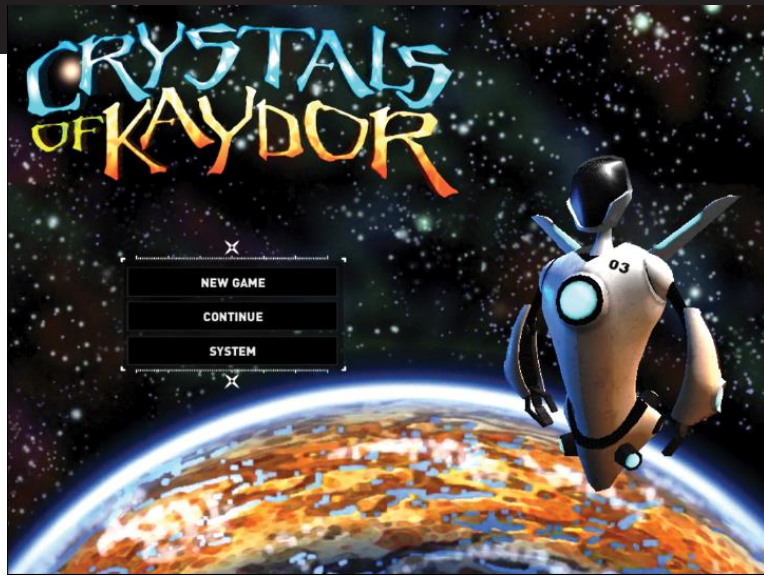 CRYSTALS
OF KAYDOR
03
NEW GAME
CONTINUE
SYSTEM